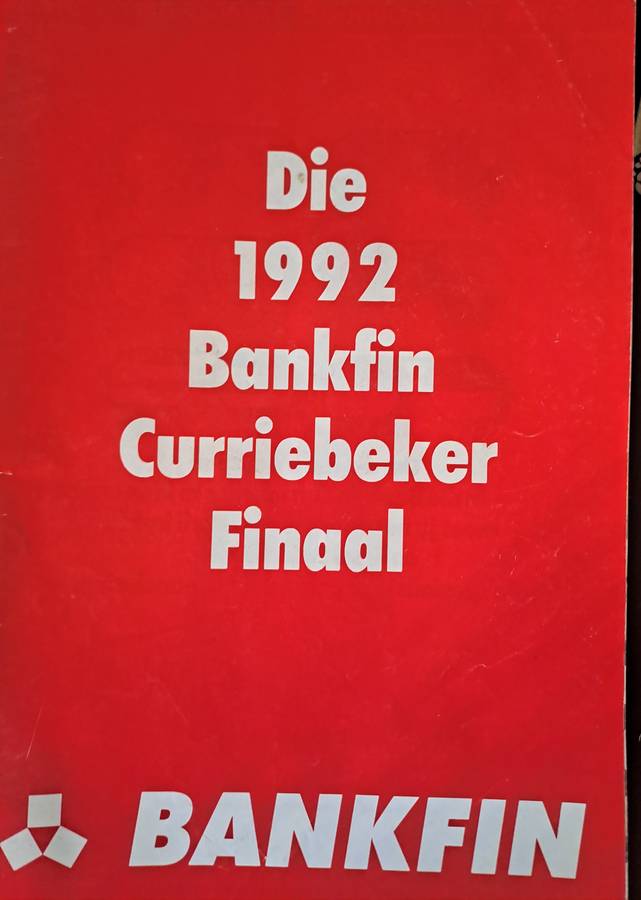 Die
1992
Bankfin
Curriebeker
Finaal
BANKFIN